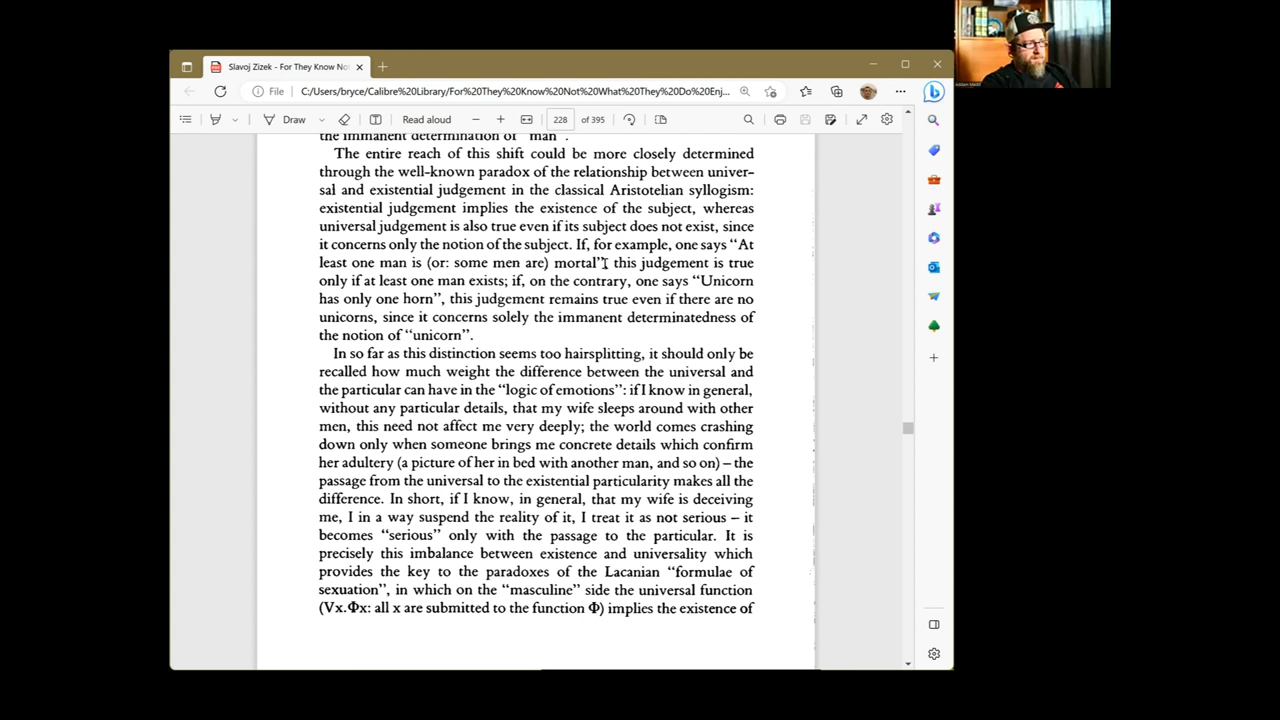 Slavoj Zizek - For They Know No
File
C:/Users/bryce/Calibre%20Library/For%20They%20Know%20Not%20What%20They%20Do%20Enj...
Draw
Read aloud
228
of 395
the immanent determination of "man".
The entire reach of this shift could be more closely determined
through the well-known paradox of the relationship between univer-
sal and existential judgement in the classical Aristotelian syllogism:
existential judgement implies the existence of the subject, whereas
universal judgement is also true even if its subject does not exist, since
it concerns only the notion of the subject. If, for example, one says "At
least one man is (or: some men are) mortal", this judgement is true
only if at least one man exists; if, on the contrary, one says "Unicorn
has only one horn", this judgement remains true even if there are no
unicorns, since it concerns solely the immanent determinatedness of
the notion of "unicorn".
In so far as this distinction seems too hairsplitting, it should only be
recalled how much weight the difference between the universal and
the particular can have in the "logic of emotions": if I know in general,
without any particular details, that my wife sleeps around with other
men, this need not affect me very deeply; the world comes crashing
down only when someone brings me concrete details which confirm
her adultery (a picture of her in bed with another man, and so on) – the
passage from the universal to the existential particularity makes all the
difference. In short, if I know, in general, that my wife is deceiving
me, I in a way suspend the reality of it, I treat it as not serious – it
becomes "serious" only with the passage to the particular. It is
precisely this imbalance between existence and universality which
provides the key to the paradoxes of the Lacanian "formulae of
sexuation", in which on the "masculine" side the universal function
(Vx.Φx: all x are submitted to the function Φ) implies the existence of